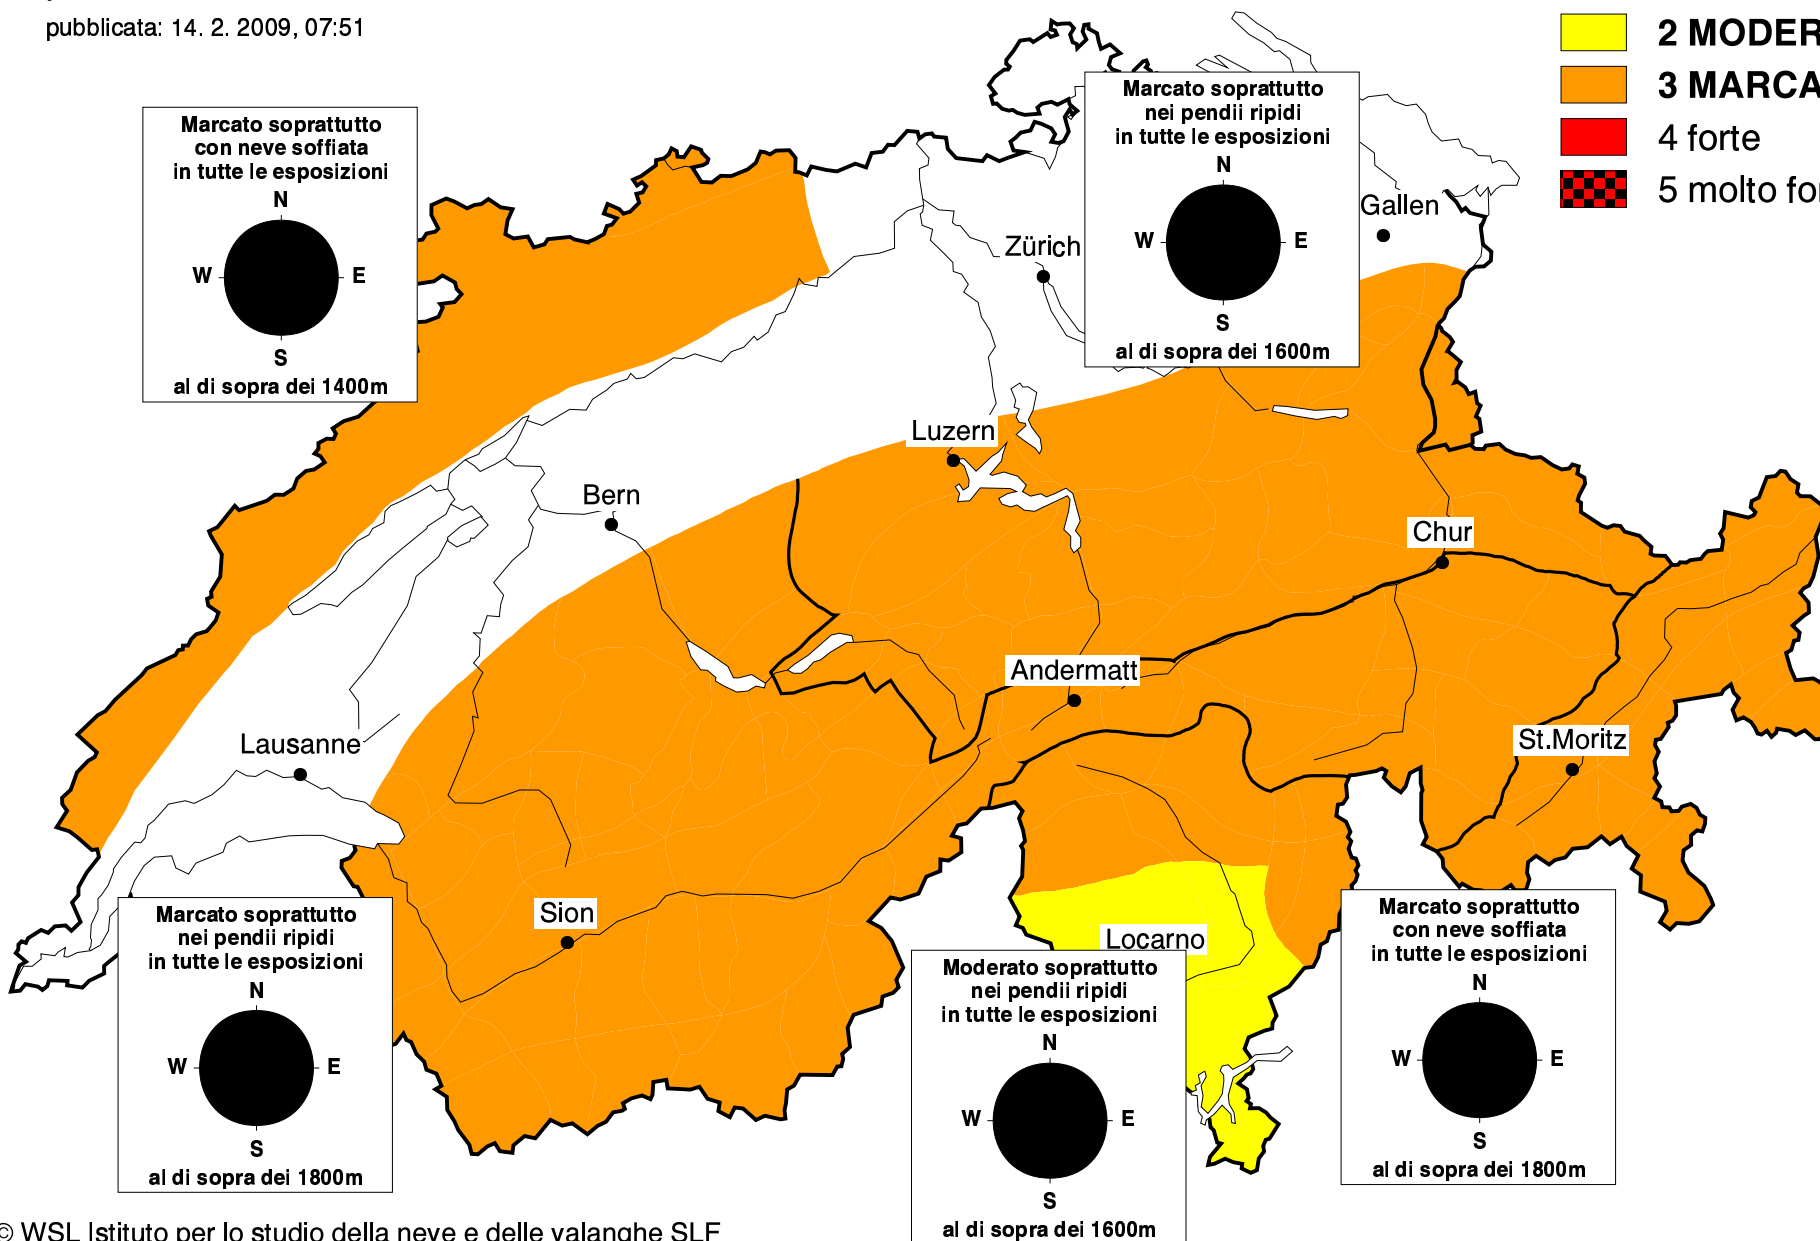 pubblicata: 14. 2. 2009, 07:51
2 MODER
3 MARCA
4 forte
5 molto for
Marcato soprattutto
con neve soffiata
in tutte le esposizioni
N
W E
S
al di sopra dei 1400m
Marcato soprattutto
nei pendii ripidi
in tutte le esposizioni
N
W E
S
al di sopra dei 1600m
Gallen
Zürich
Luzern
Bern
Chur
Andermatt
St.Moritz
Lausanne
Sion
Locarno
Marcato soprattutto
nei pendii ripidi
in tutte le esposizioni
N
W E
S
al di sopra dei 1800m
Moderato soprattutto
nei pendii ripidi
in tutte le esposizioni
N
W E
S
al di sopra dei 1600m
Marcato soprattutto
con neve soffiata
in tutte le esposizioni
N
W E
S
al di sopra dei 1800m
© WSL Istituto per lo studio della neve e delle valanghe SLF